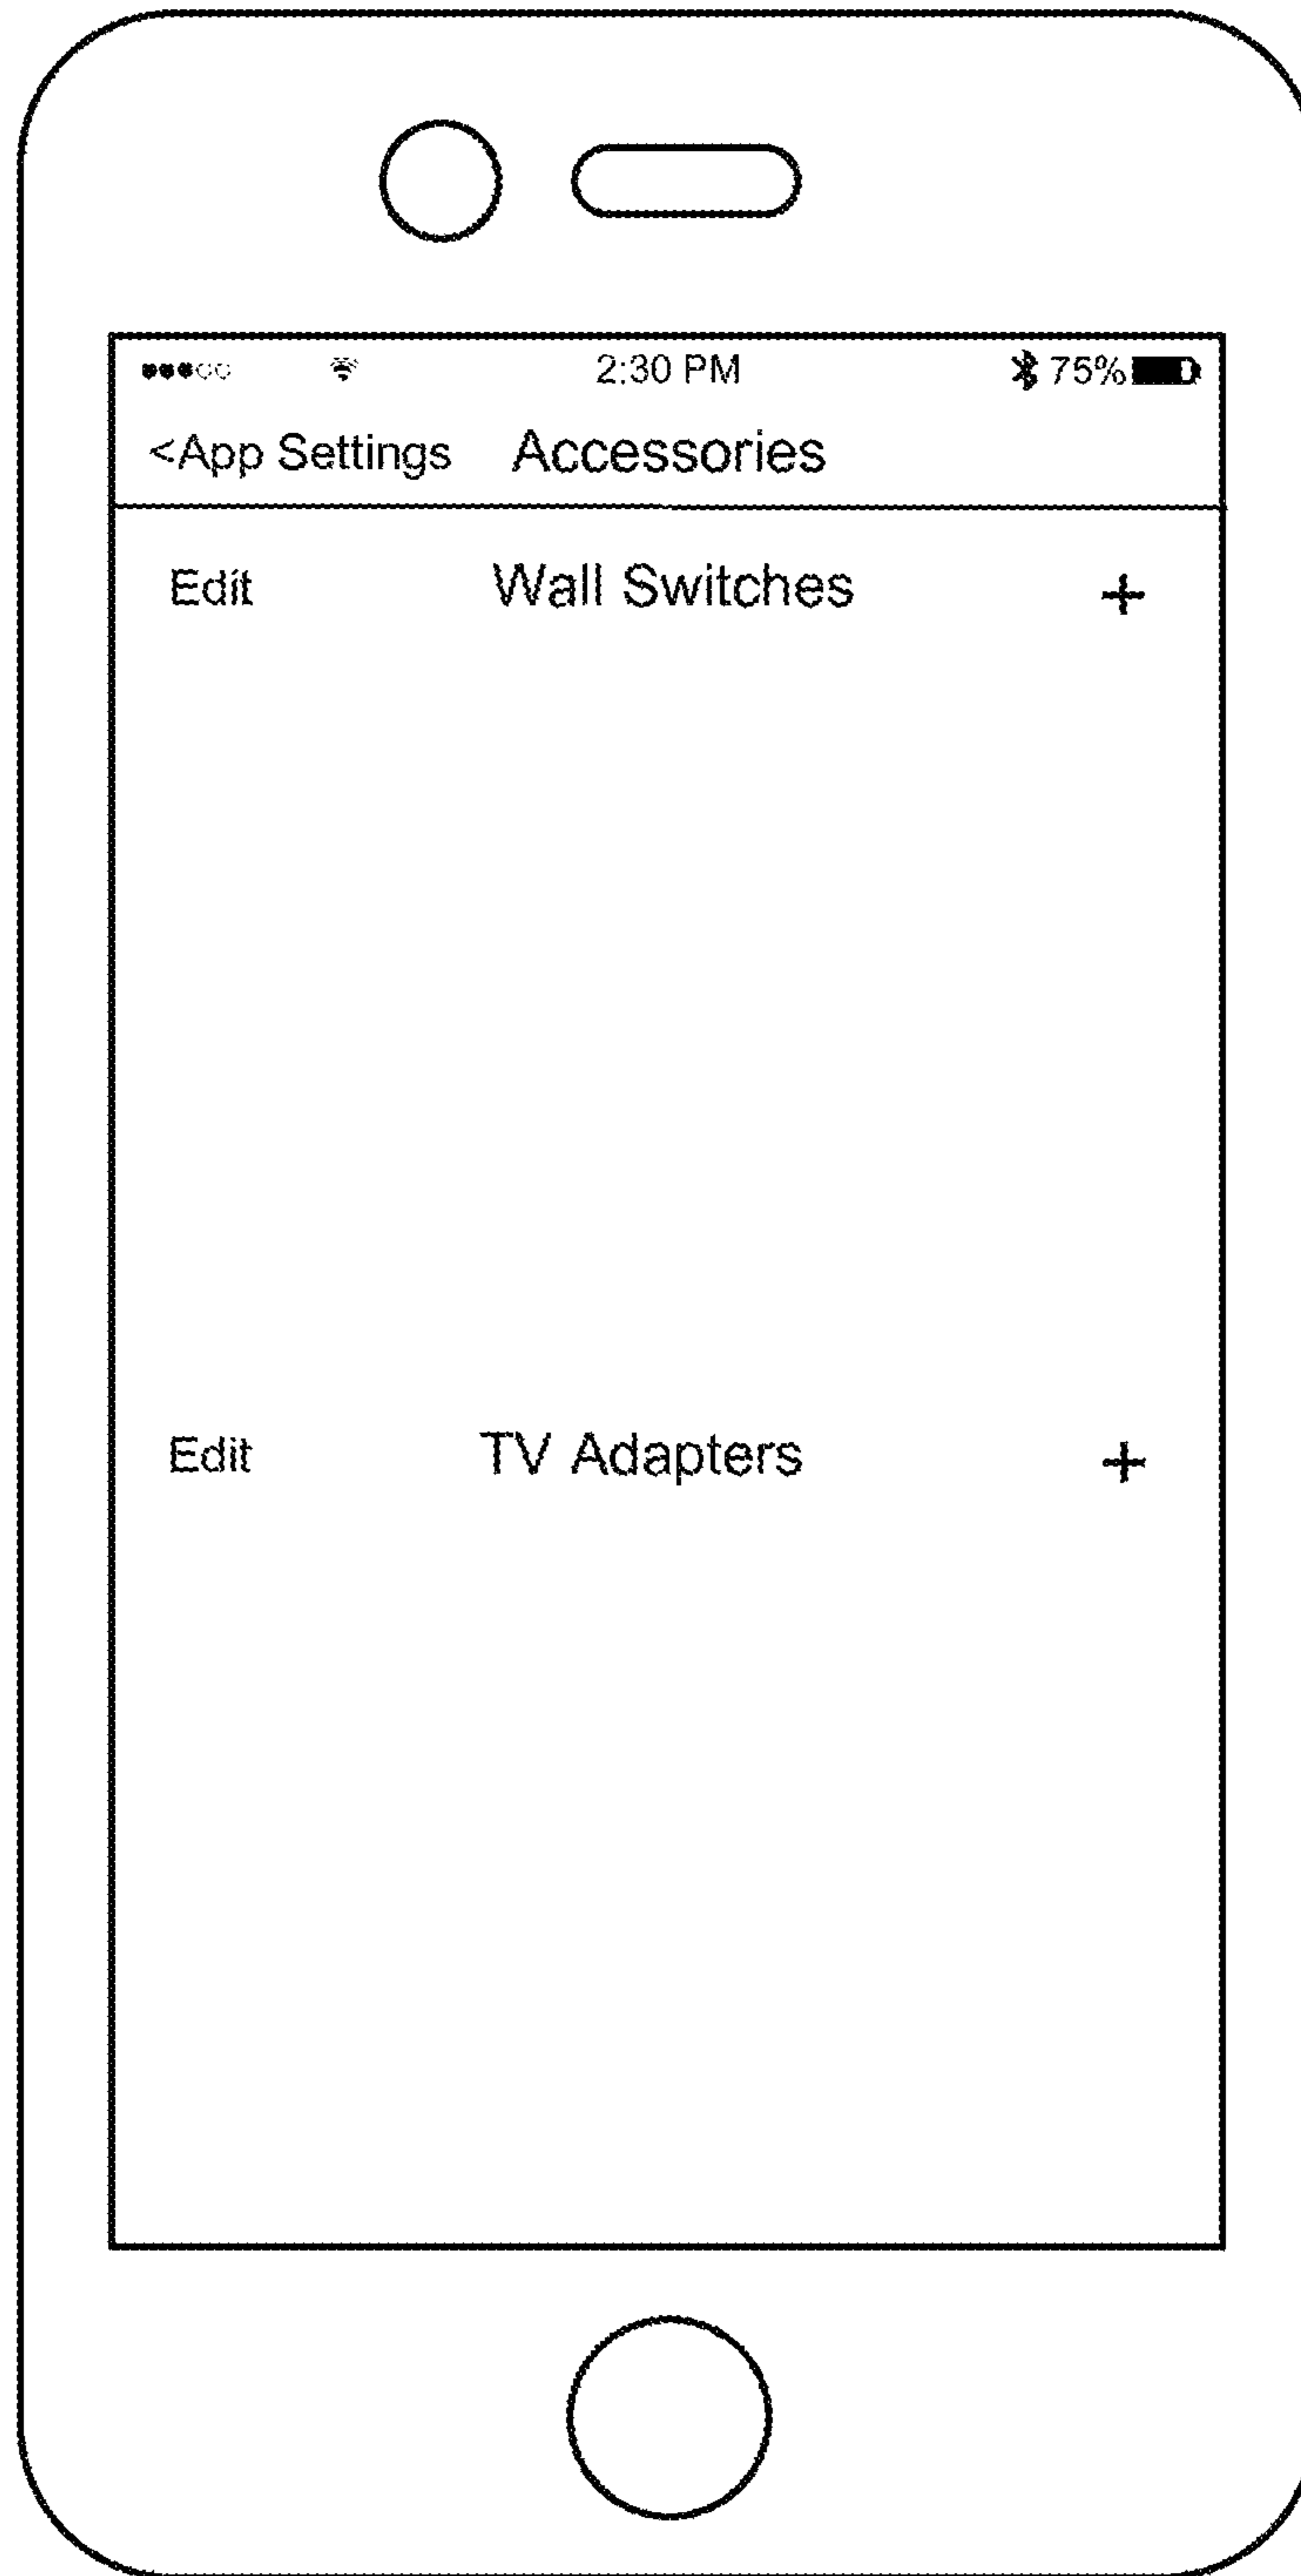 2:30 PM 75%
<App Settings Accessories
Edit Wall Switches +
Edit TV Adapters +